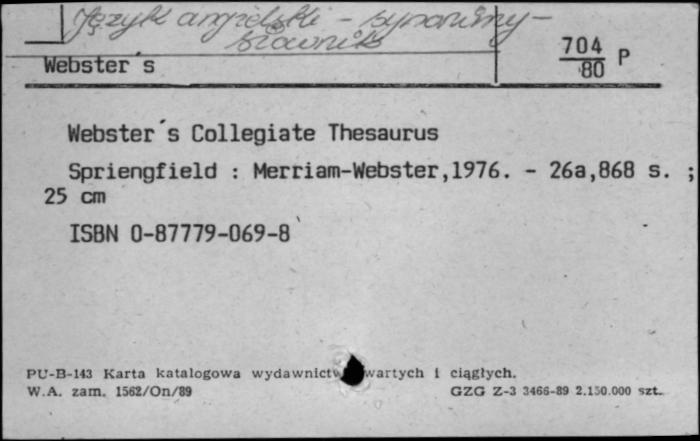 Język angielski - synonimy -
słownik
Webster´s
704
80 P
Webster´s Collegiate Thesaurus
Spriengfield : Merriam-Webster,1976. - 26a,868 s. ;
25 cm
ISBN 0-87779-069-8
PU-B-143 Karta katalogowa wydawnictw wartych i ciągłych.
W.A. zam. 1562/On/89 GZG Z-3 3466-89 2.150.000 szt.